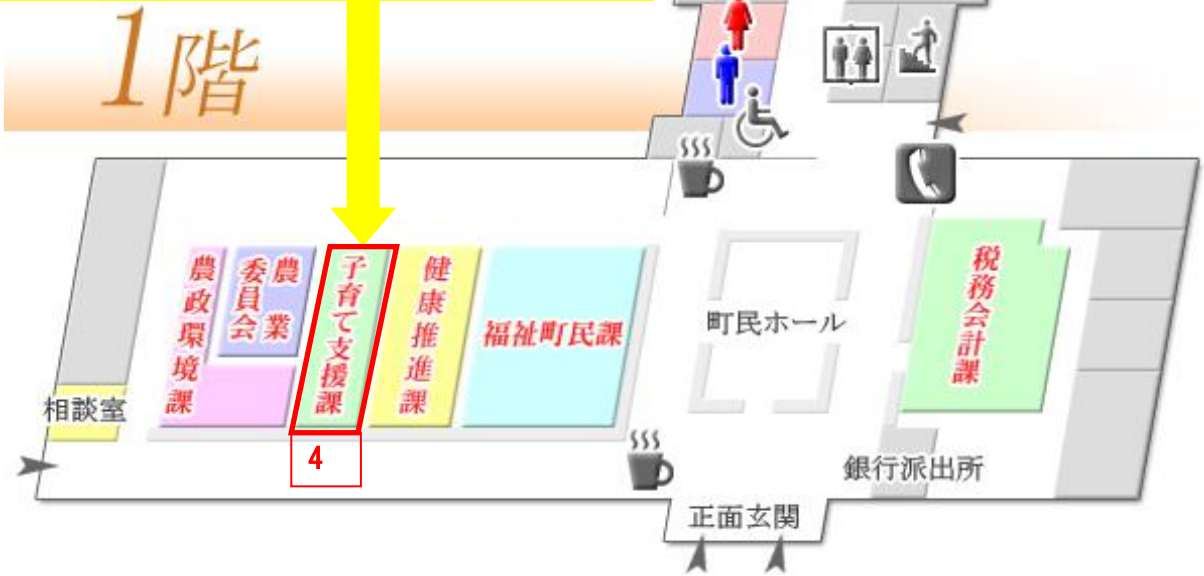 1階
農政環境課
農業
委員会
子育て支援課
健康推進課
福祉町民課
町民ホール
税務会計課
相談室
4
銀行派出所
正面玄関